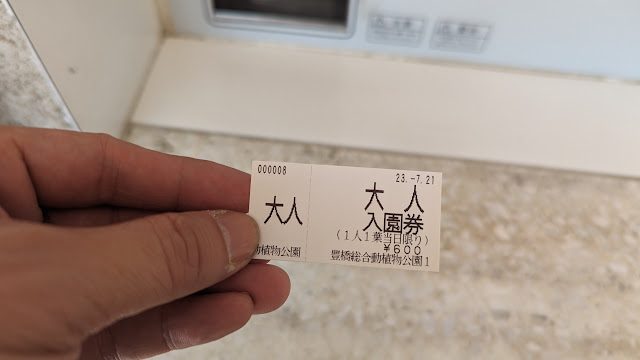 000008
大人
動植物公園
23.-7.21
大人
入園券
(1人1葉当日限り)
¥600
豊橋総合動植物公園1